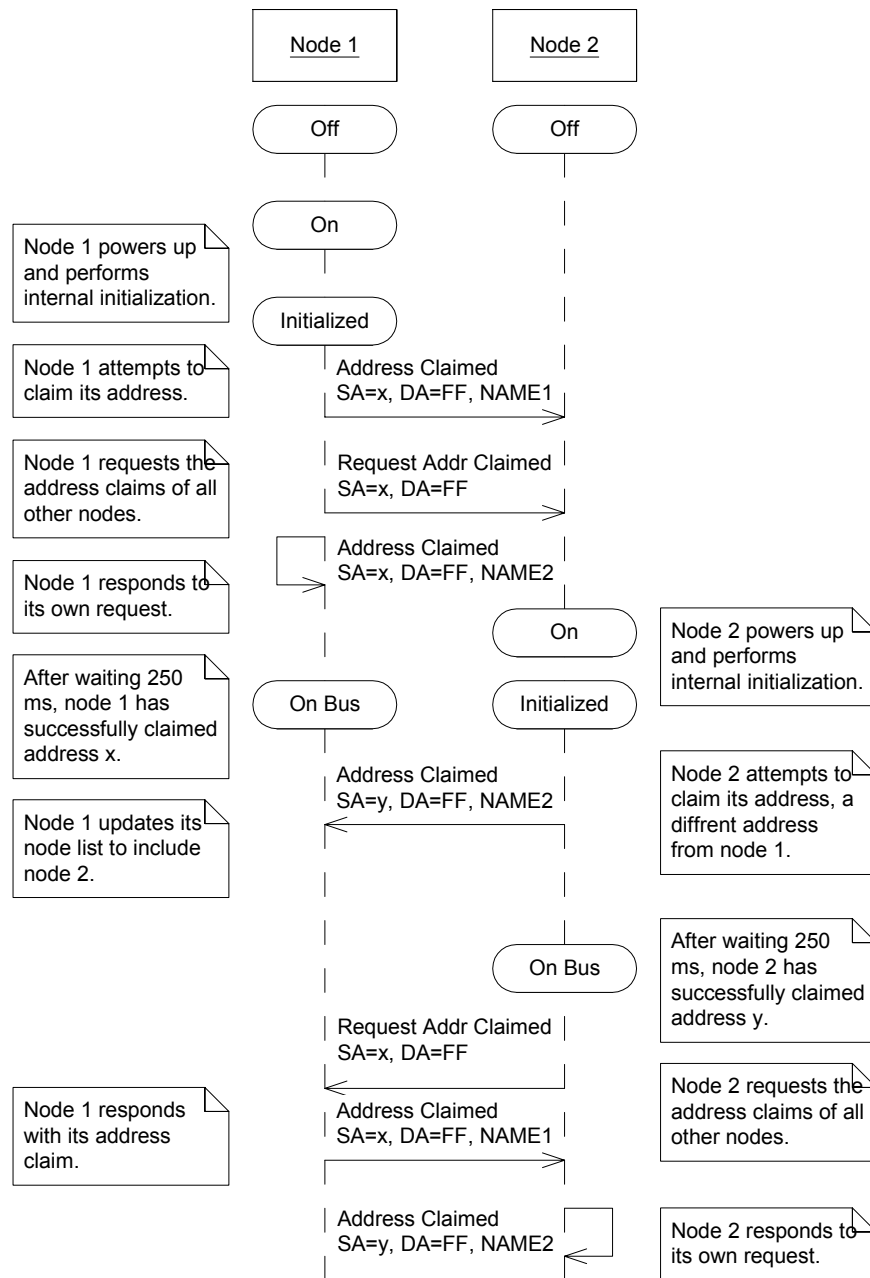 Node 1
Node 2
Off
Off
On
Node 1 powers up
and performs
internal initialization.
Initialized
Node 1 attempts to
claim its address.
Address Claimed
SA=x, DA=FF, NAME1
Node 1 requests the
address claims of all
other nodes.
Request Addr Claimed
SA=x, DA=FF
Address Claimed
SA=x, DA=FF, NAME2
Node 1 responds to
its own request.
On
Node 2 powers up
and performs
internal initialization.
After waiting 250
ms, node 1 has
successfully claimed
address x.
On Bus
Initialized
Address Claimed
SA=y, DA=FF, NAME2
Node 2 attempts to
claim its address, a
diffrent address
from node 1.
Node 1 updates its
node list to include
node 2.
On Bus
After waiting 250
ms, node 2 has
successfully claimed
address y.
Request Addr Claimed
SA=x, DA=FF
Node 2 requests the
address claims of all
other nodes.
Node 1 responds
with its address
claim.
Address Claimed
SA=x, DA=FF, NAME1
Address Claimed
SA=y, DA=FF, NAME2
Node 2 responds to
its own request.